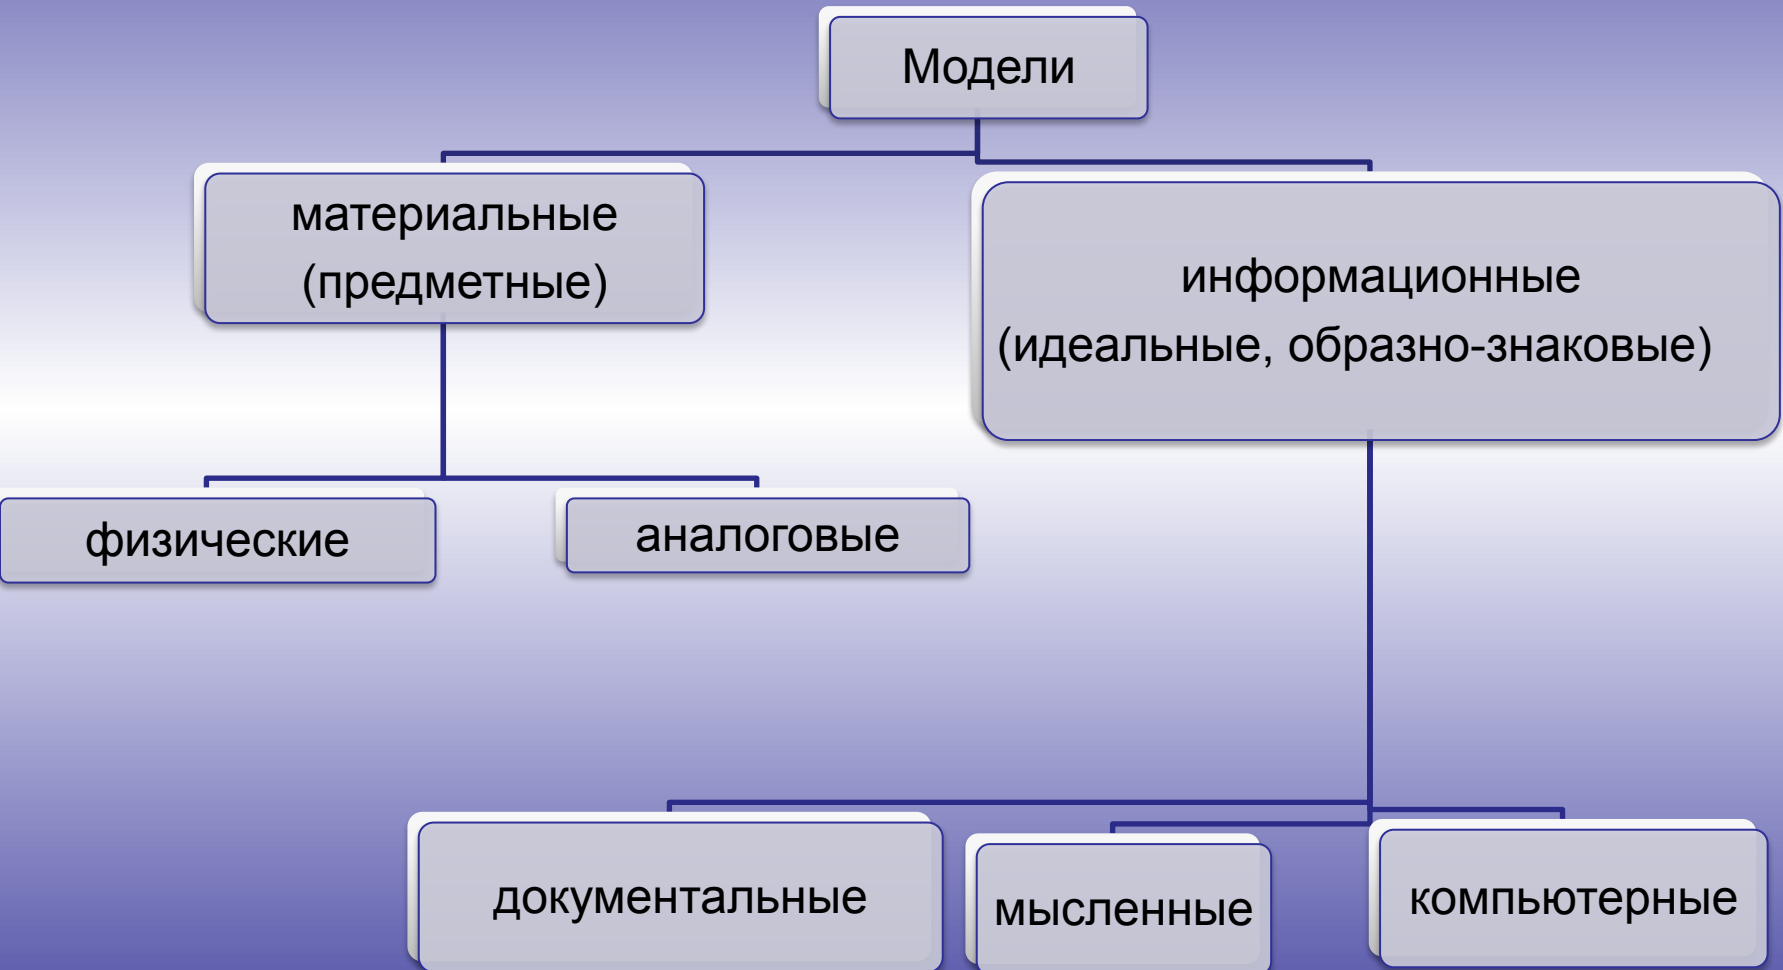 Модели
материальные
(предметные)
информационные
(идеальные, образно-знаковые)
физические
аналоговые
документальные
мысленные
компьютерные